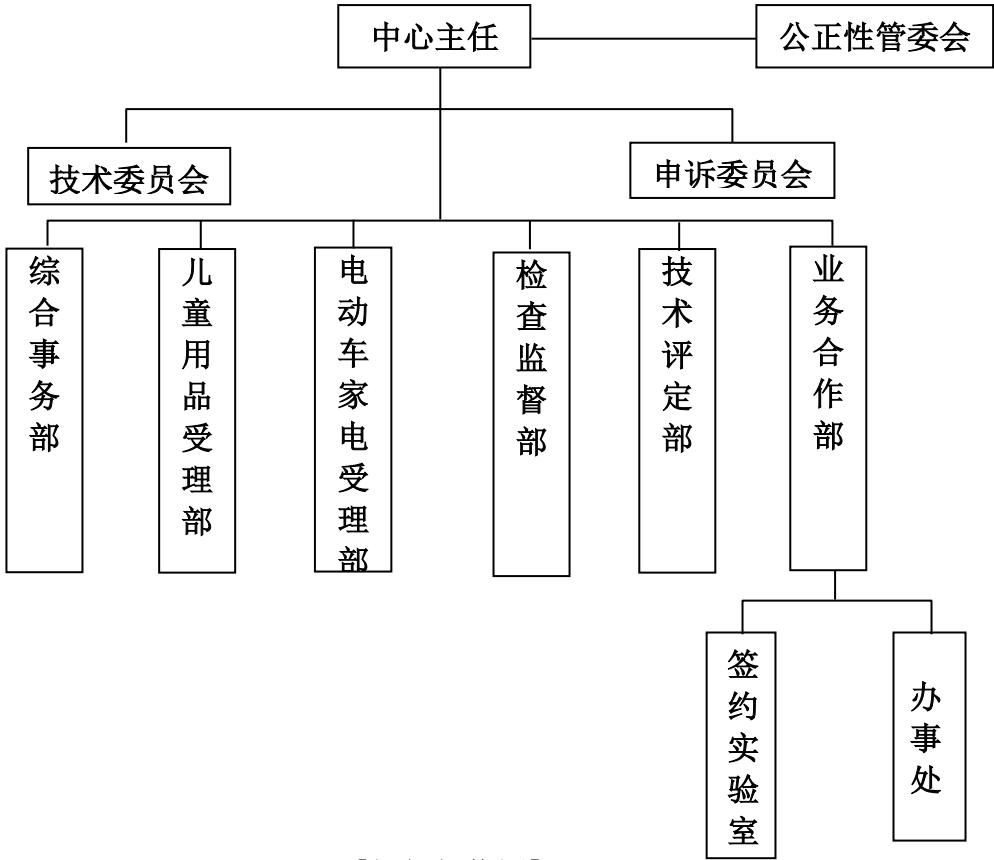 中心主任
公正性管委会
技术委员会
申诉委员会
综合事务部
儿童用品受理部
电动车家电受理部
检查监督部
技术评定部
业务合作部
签约实验室
办事处